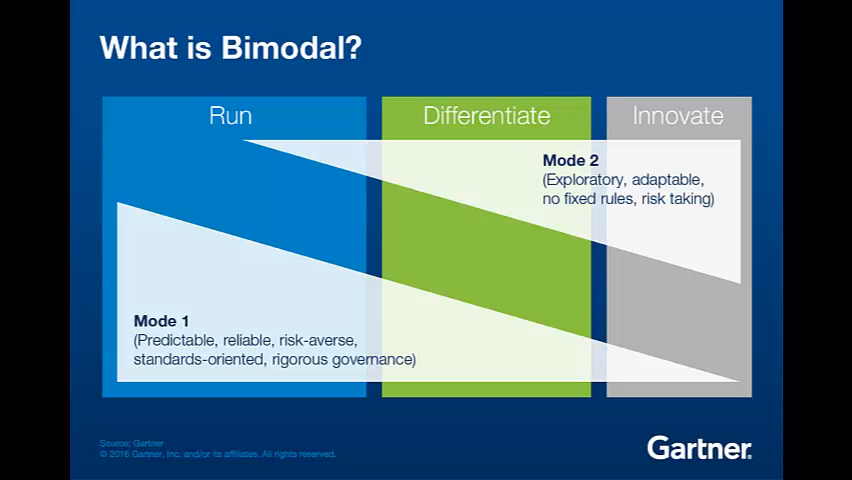 What is Bimodal?
Run
Differentiate
Innovate
Mode 2
(Exploratory, adaptable,
no fixed rules, risk taking)
Mode 1
(Predictable, reliable, risk-averse,
standards-oriented, rigorous governance)
Source: Gartner
© 2016 Gartner, Inc. and/or its affiliates. All rights reserved.
Gartner.